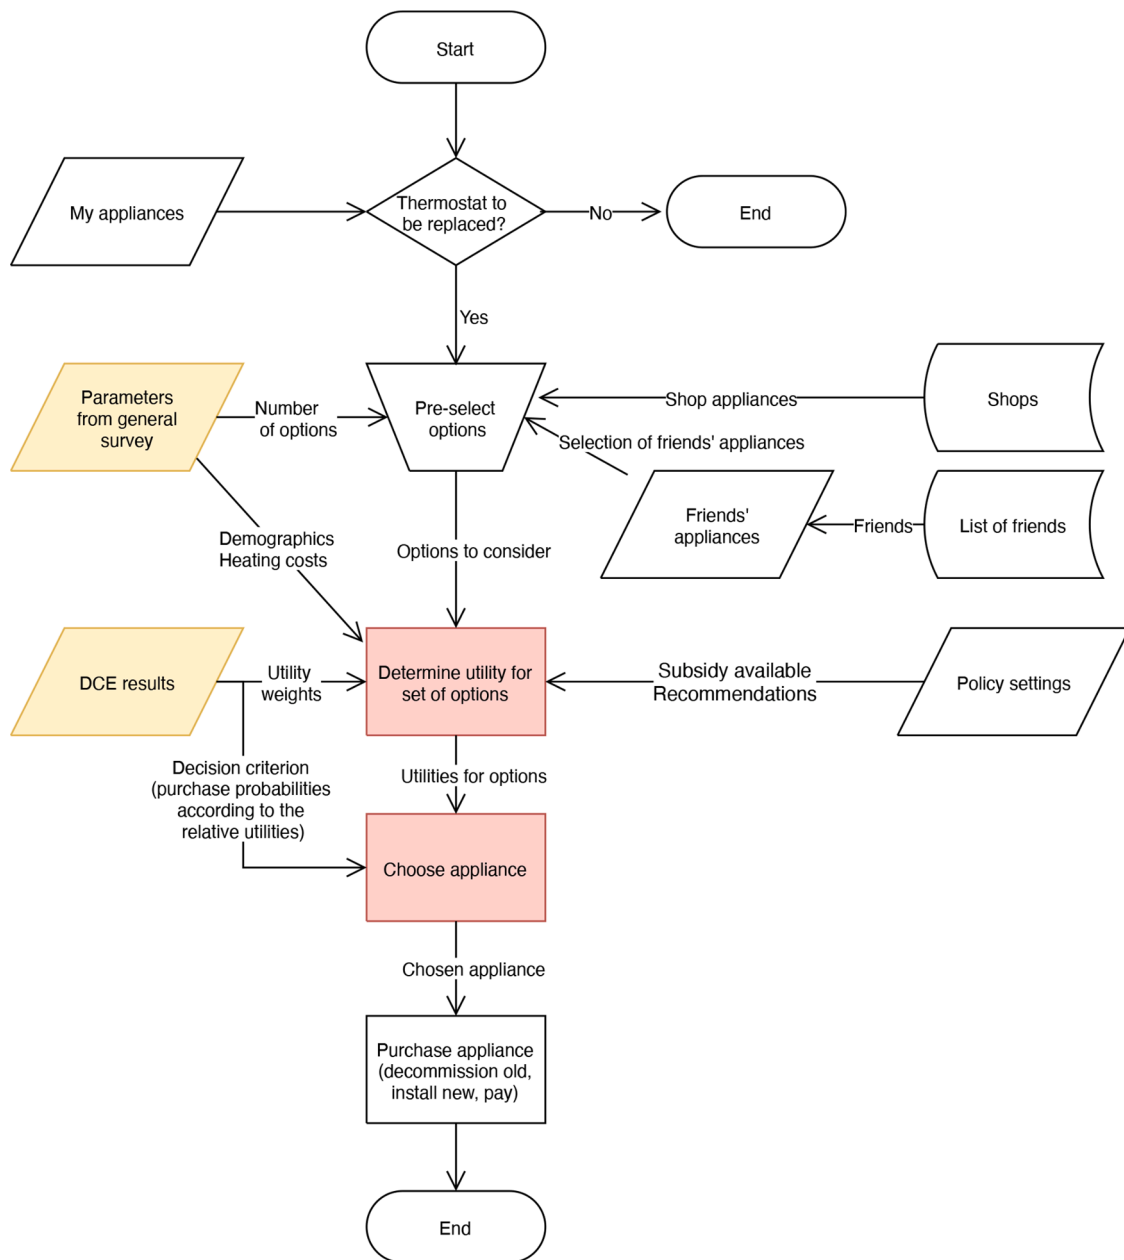 Start
My appliances
Thermostat to
be replaced?
No
End
Yes
Parameters
from general
survey
Number
of options
Pre-select
options
Shop appliances
Shops
Selection of friends' appliances
Friends'
appliances
Friends
List of friends
Demographics
Heating costs
Options to consider
DCE results
Utility
weights
Determine utility for
set of options
Subsidy available
Recommendations
Policy settings
Decision criterion
(purchase probabilities
according to the
relative utilities)
Utilities for options
Choose appliance
Chosen appliance
Purchase appliance
(decommission old,
install new, pay)
End